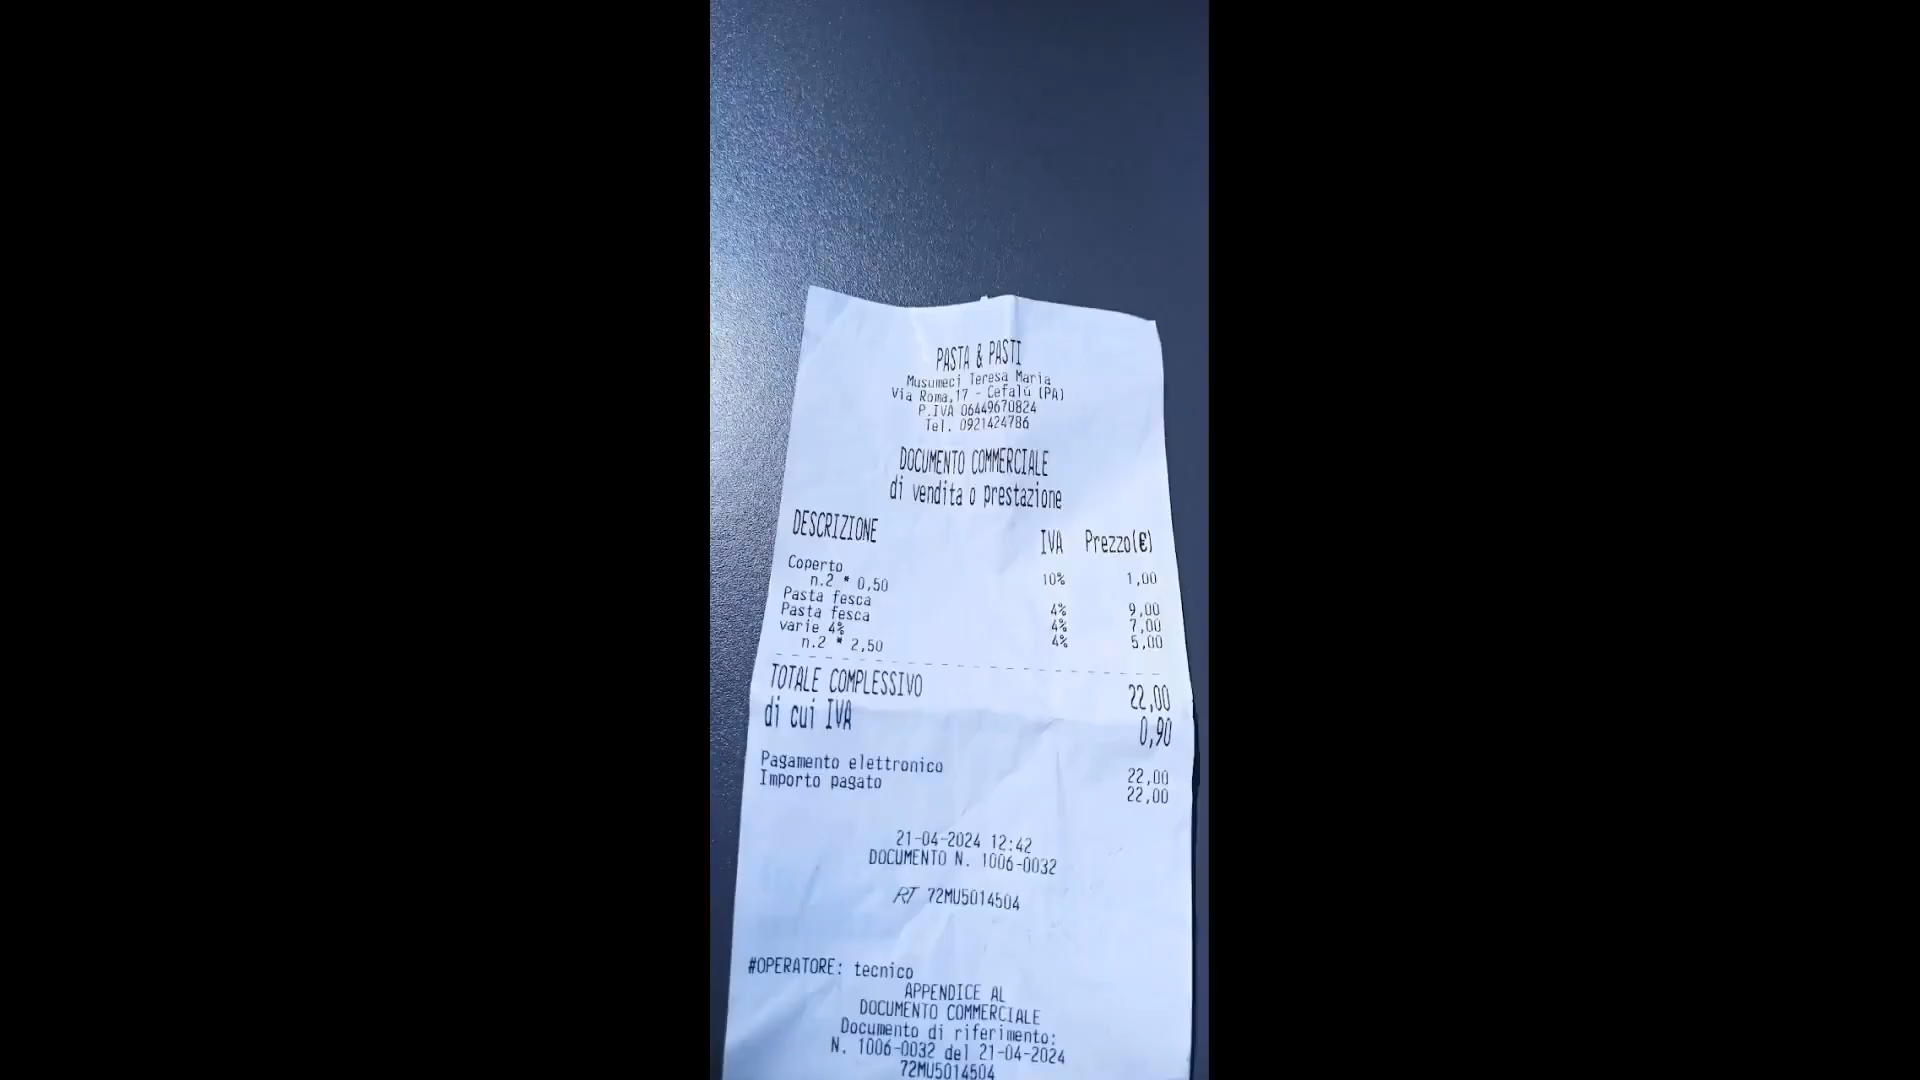 PASTA & PASTI
Musumeci Teresa Maria
Via Roma,17 - Cefalù (PA)
P.IVA 06449670824
Tel. 0921424786
DOCUMENTO COMMERCIALE
di vendita o prestazione
DESCRIZIONE IVA Prezzo(€)
Coperto
n.2 * 0,50 10% 1,00
Pasta fesca 4% 9,00
Pasta fesca 4% 7,00
varie 4% 4% 5,00
n.2 * 2,50
TOTALE COMPLESSIVO 22,00
di cui IVA 0,90
Pagamento elettronico 22,00
Importo pagato 22,00
21-04-2024 12:42
DOCUMENTO N. 1006-0032
RT 72MU5014504
#OPERATORE: tecnico
APPENDICE AL
DOCUMENTO COMMERCIALE
Documento di riferimento:
N. 1006-0032 del 21-04-2024
72MU5014504